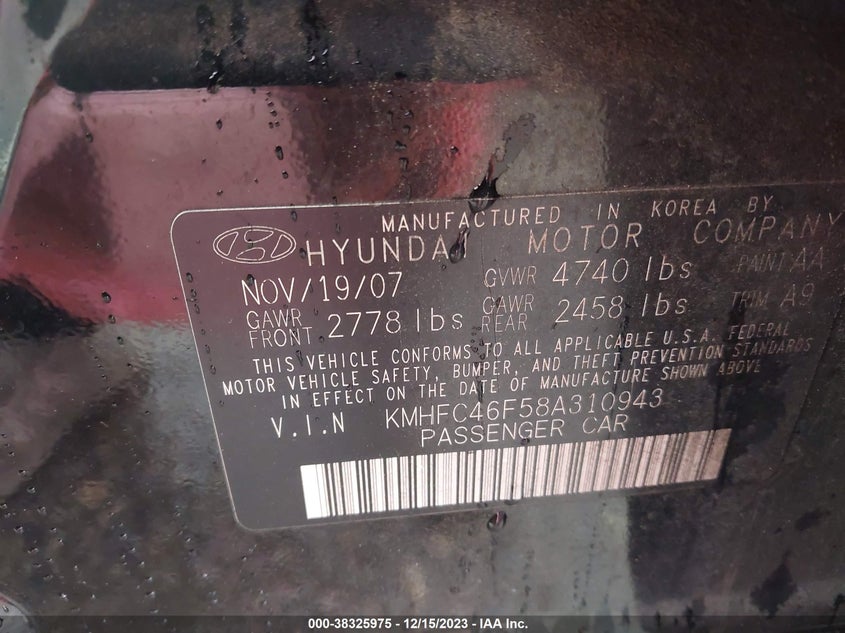 MANUFACTURED IN KOREA BY
HYUNDAI MOTOR COMPANY
NOV/19/07 GVWR 4740 lbs PAINT AA
GAWR FRONT 2778 lbs GAWR REAR 2458 lbs TRIM A9
THIS VEHICLE CONFORMS TO ALL APPLICABLE U.S.A. FEDERAL
MOTOR VEHICLE SAFETY, BUMPER, AND THEFT PREVENTION STANDARDS
IN EFFECT ON THE DATE OF MANUFACTURE SHOWN ABOVE
V.I.N KMHFC46F58A310943
PASSENGER CAR
000-38325975 - 12/15/2023 - IAA Inc.